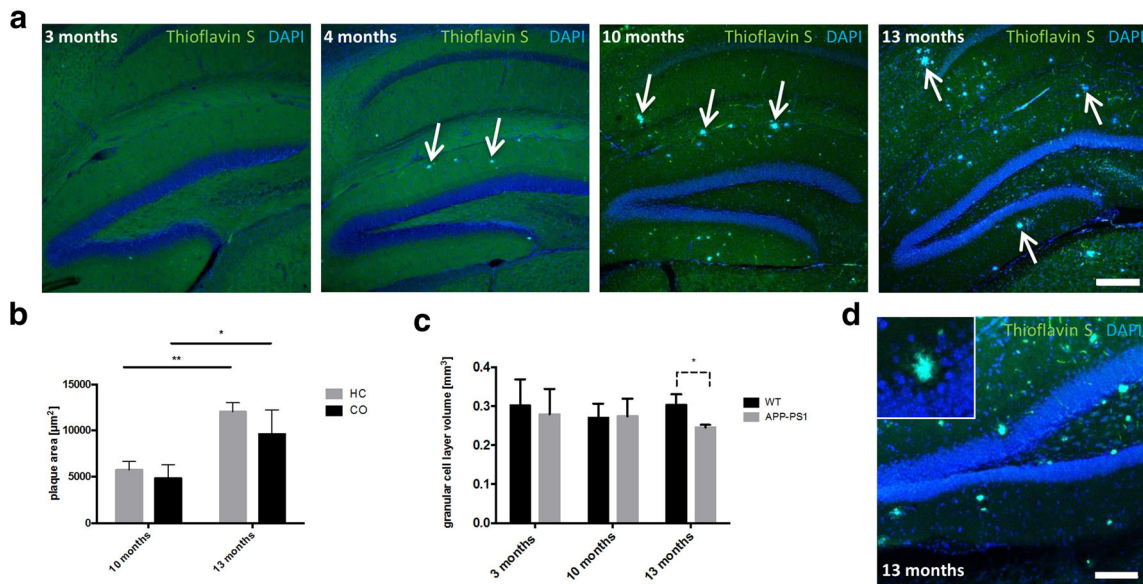 a
3 months Thioflavin S DAPI
4 months Thioflavin S DAPI
10 months Thioflavin S DAPI
13 months Thioflavin S DAPI
b
*
**
15000
10000
5000
0
plaque area [µm²]
10 months
13 months
HC
CO
c
*
0.4
0.3
0.2
0.1
0.0
granular cell layer volume [mm³]
3 months
10 months
13 months
WT
APP-PS1
d
Thioflavin S DAPI
13 months